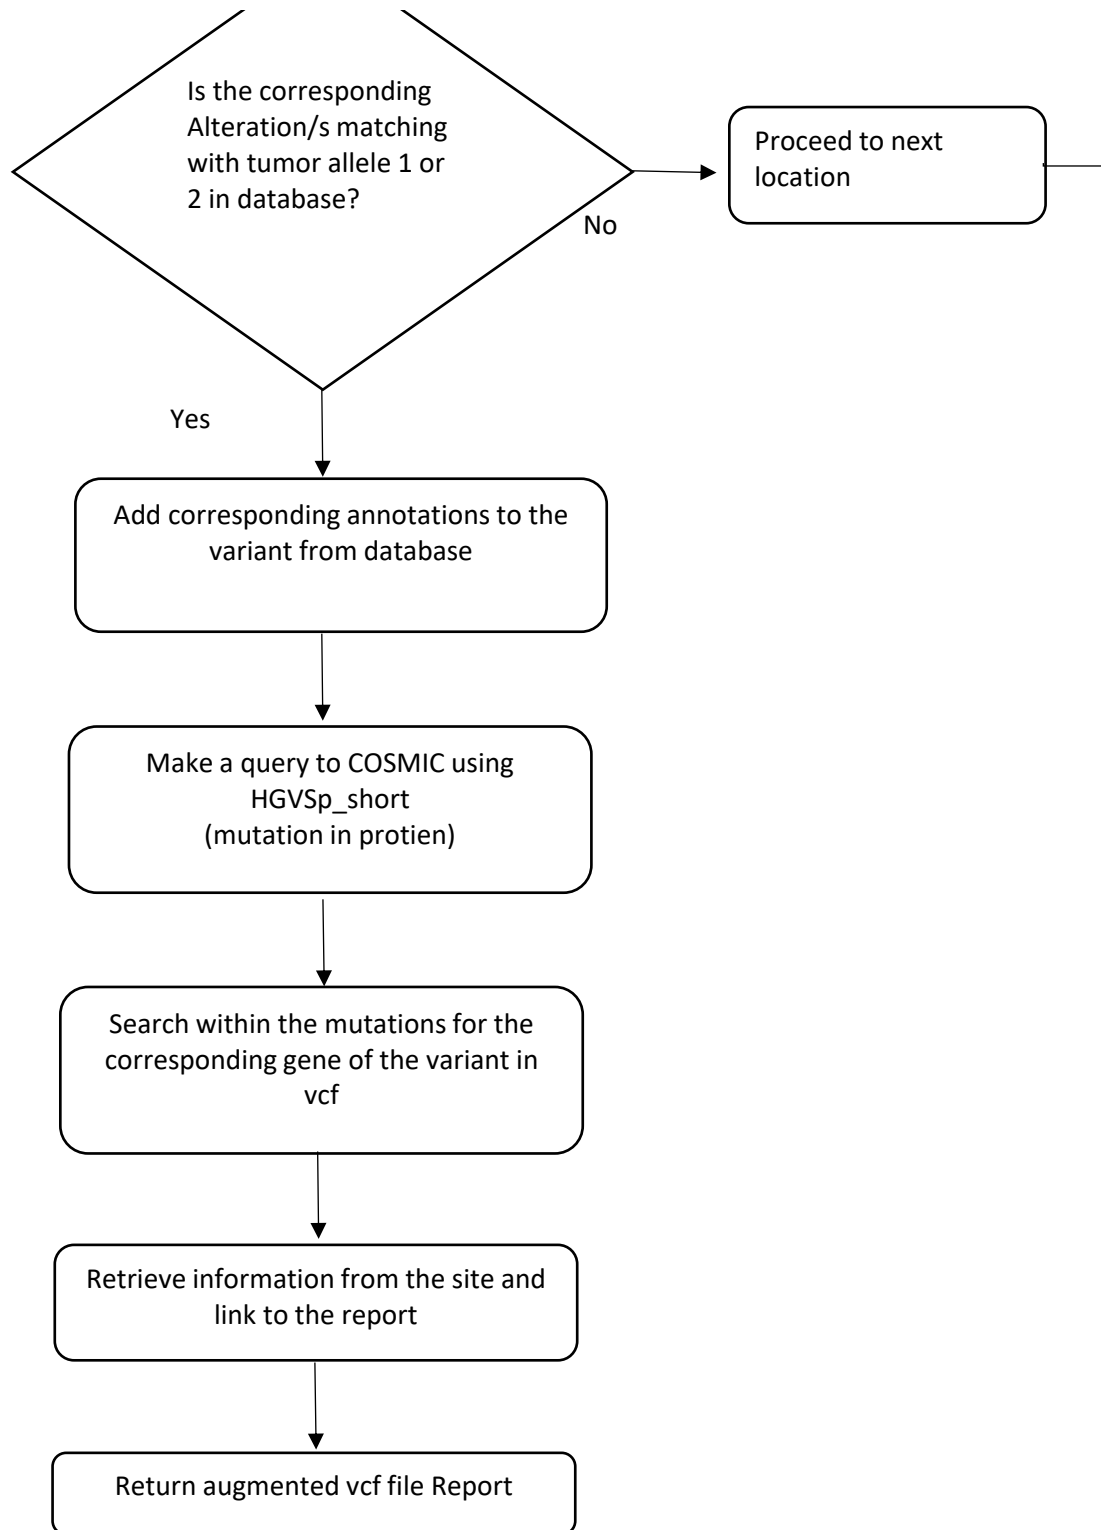 Is the corresponding
Alteration/s matching
with tumor allele 1 or
2 in database?
Proceed to next
location
No
Yes
Add corresponding annotations to the
variant from database
Make a query to COSMIC using
HGVSp_short
(mutation in protien)
Search within the mutations for the
corresponding gene of the variant in
vcf
Retrieve information from the site and
link to the report
Return augmented vcf file Report